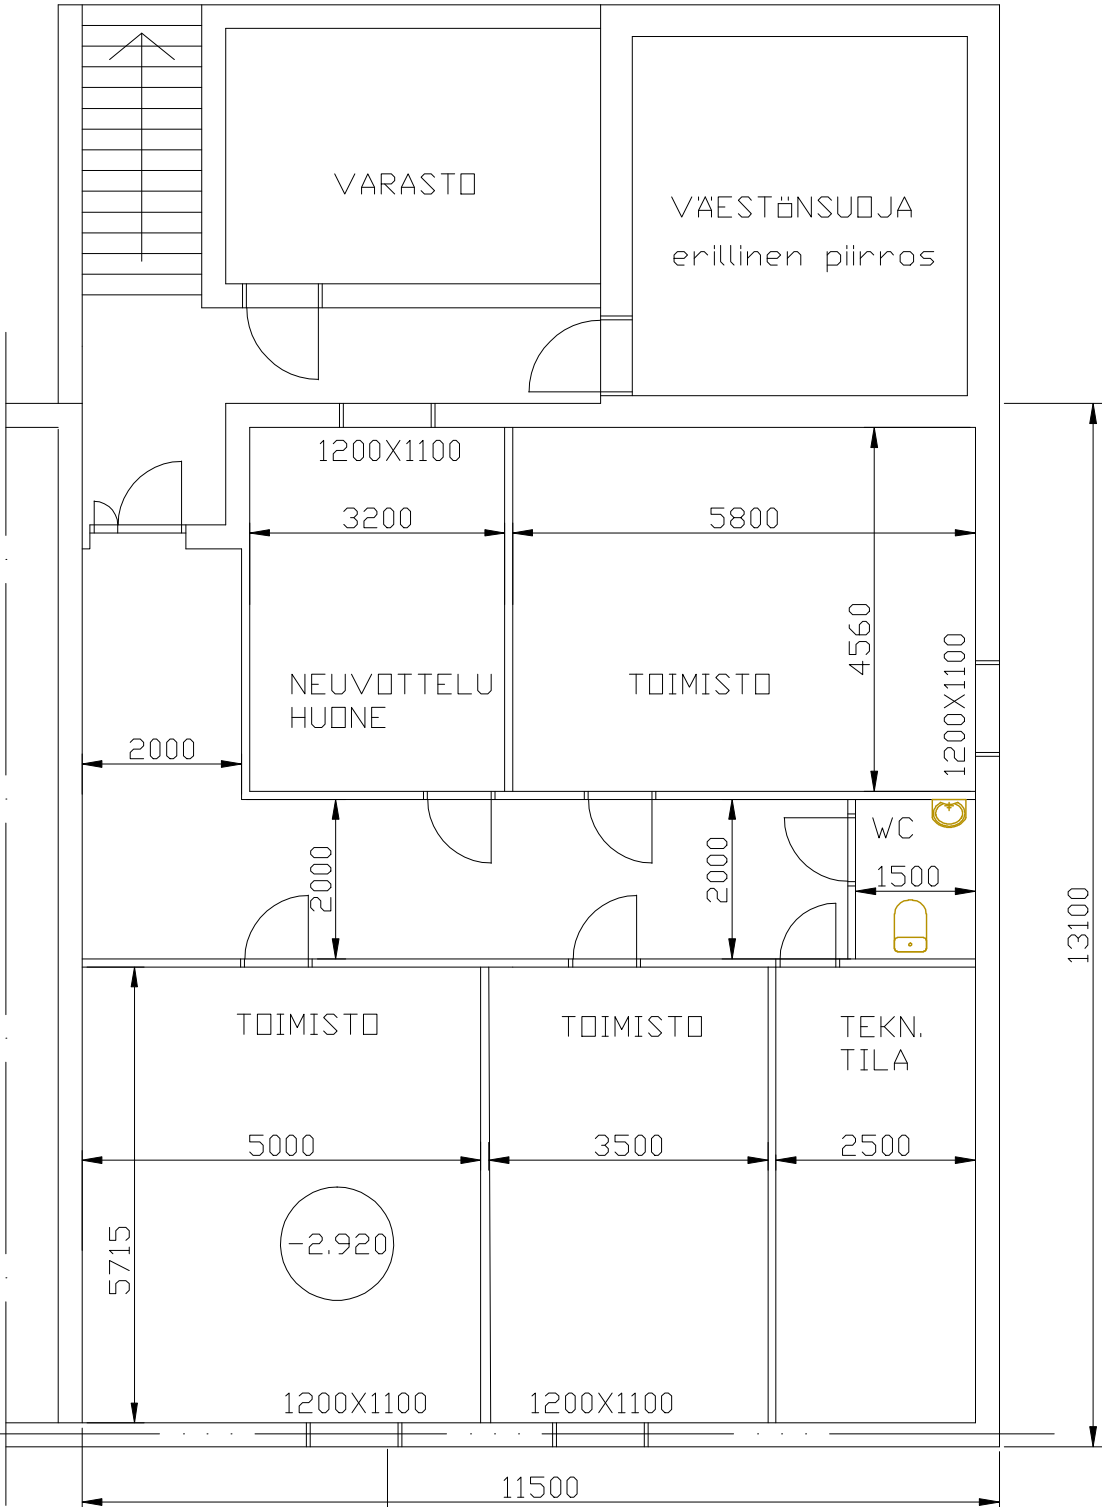 VARASTO
VÄESTÖNSUOJA
erillinen piirros
1200X1100
3200
5800
4560
1200X1100
NEUVOTTELU
HUONE
TOIMISTO
2000
2000
2000
WC
1500
13100
TOIMISTO
TOIMISTO
TEKN.
TILA
5000
3500
2500
5715
-2.920
1200X1100
1200X1100
11500